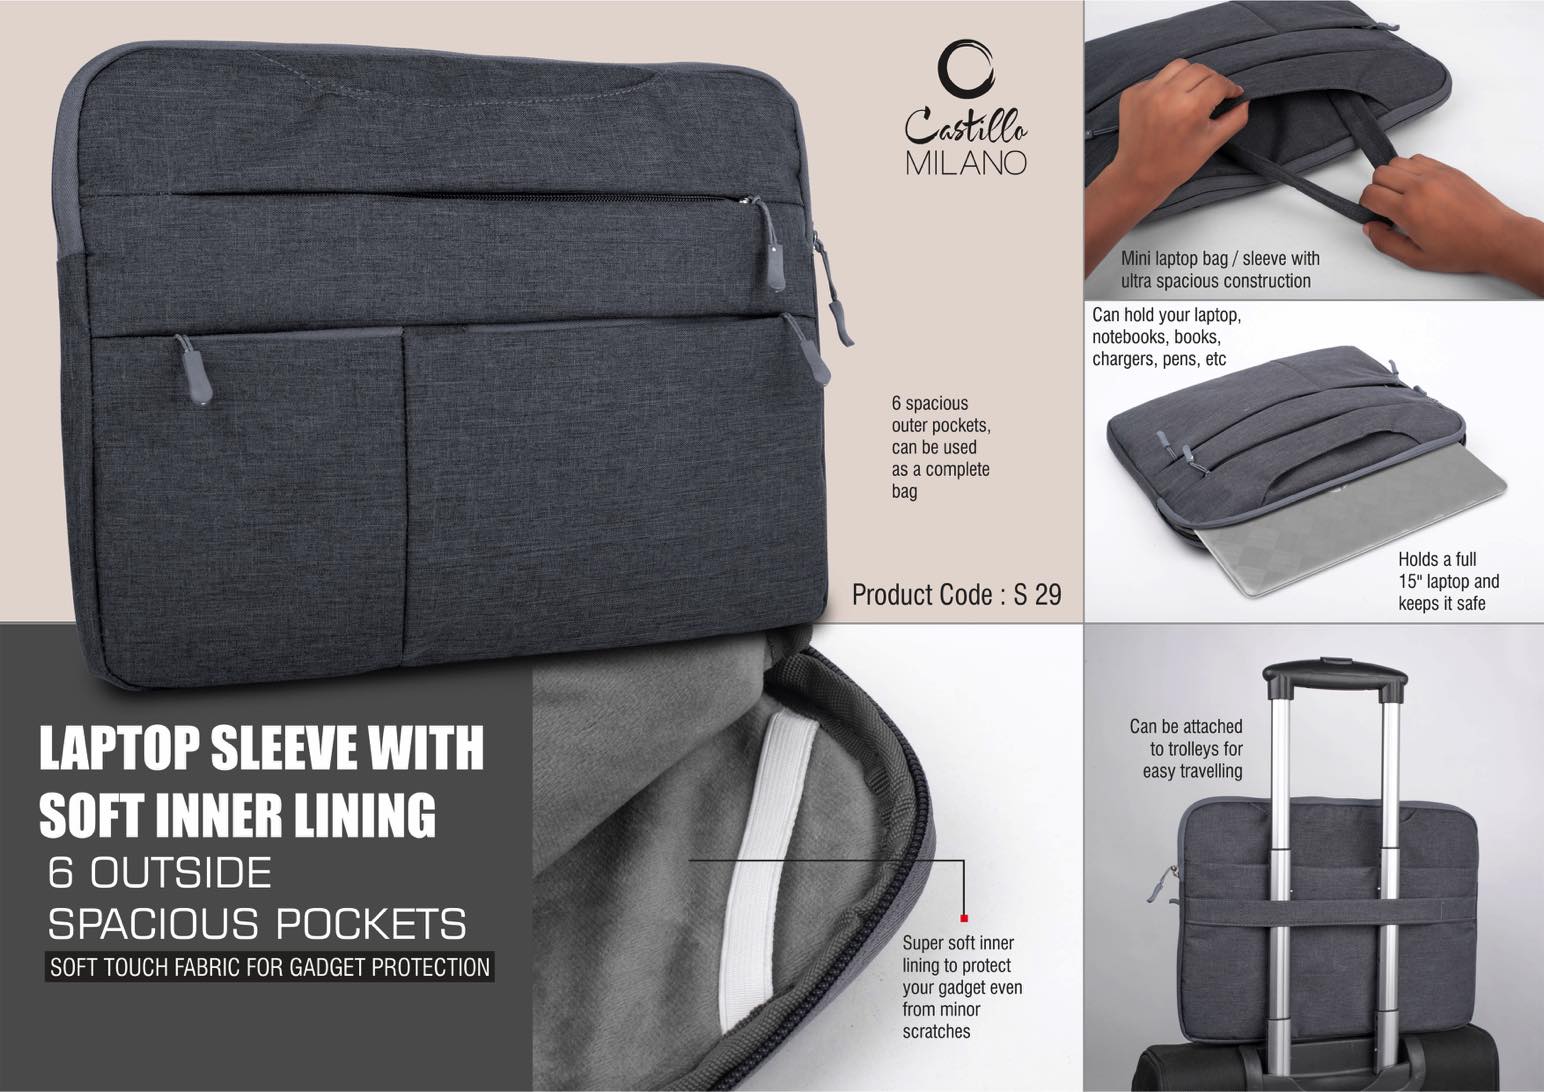 Castillo
MILANO
6 spacious
outer pockets,
can be used
as a complete
bag
Product Code : S 29
Mini laptop bag / sleeve with
ultra spacious construction
Can hold your laptop,
notebooks, books,
chargers, pens, etc
Holds a full
15" laptop and
keeps it safe
LAPTOP SLEEVE WITH
SOFT INNER LINING
6 OUTSIDE
SPACIOUS POCKETS
SOFT TOUCH FABRIC FOR GADGET PROTECTION
Super soft inner
lining to protect
your gadget even
from minor
scratches
Can be attached
to trolleys for
easy travelling